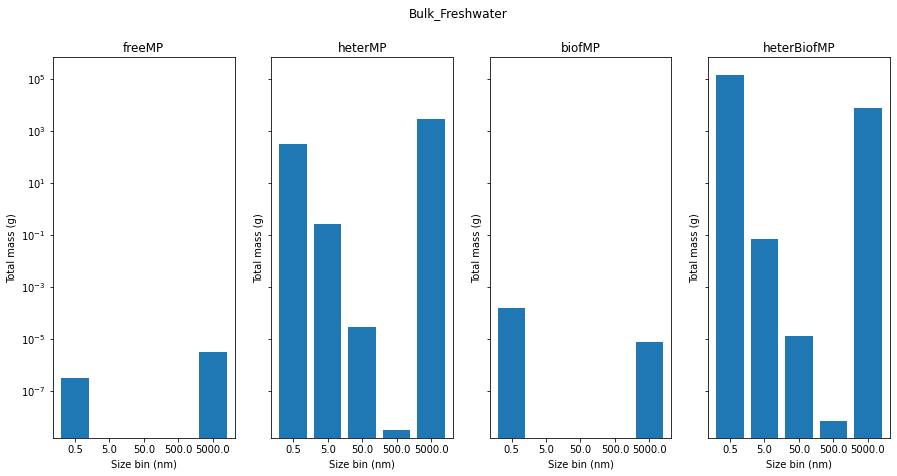 Bulk_Freshwater
freeMP
heterMP
biofMP
heterBiofMP
10^5
10^3
10^1
10^-1
10^-3
10^-5
10^-7
Total mass (g)
Total mass (g)
Total mass (g)
Total mass (g)
0.5 5.0 50.0 500.0 5000.0
0.5 5.0 50.0 500.0 5000.0
0.5 5.0 50.0 500.0 5000.0
0.5 5.0 50.0 500.0 5000.0
Size bin (nm)
Size bin (nm)
Size bin (nm)
Size bin (nm)